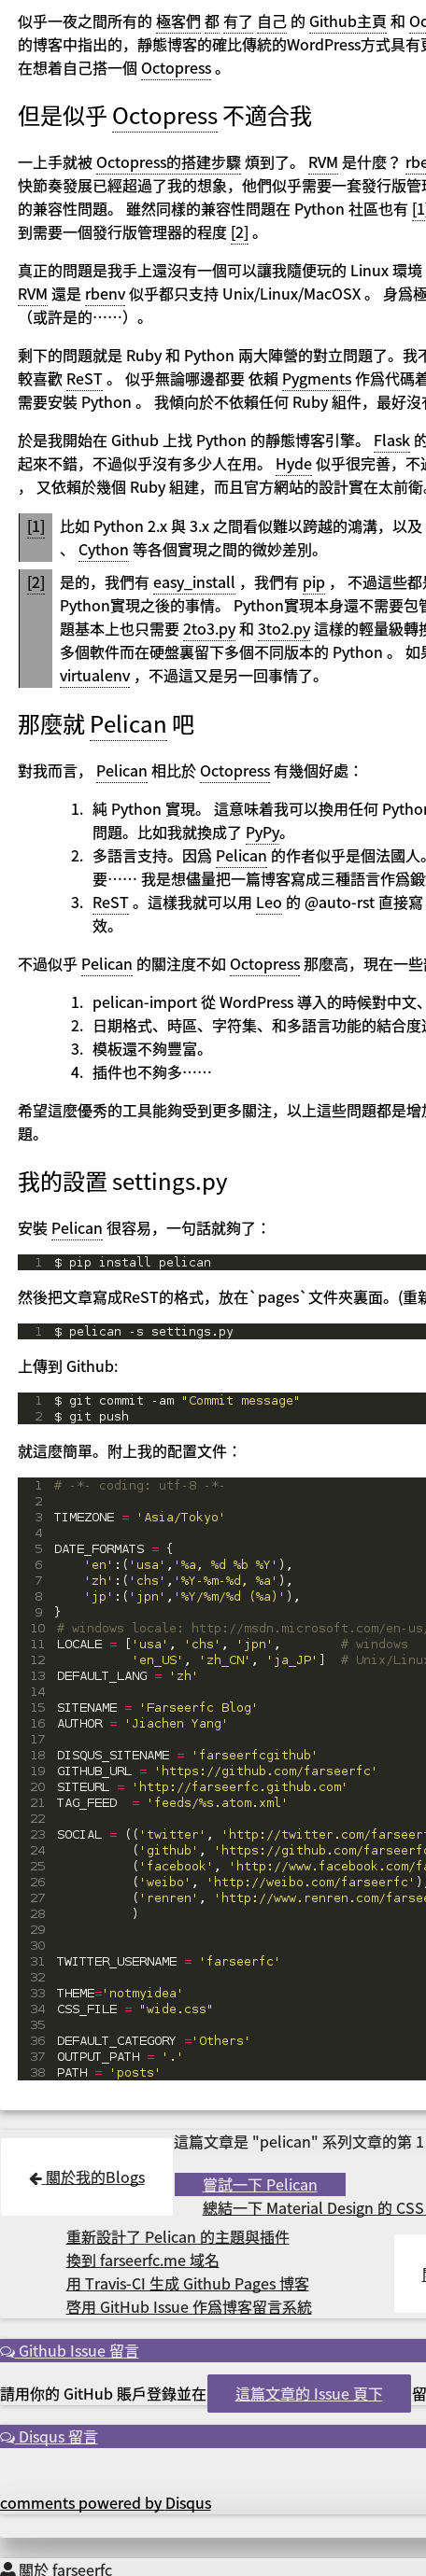 似乎一夜之間所有的 極客們 都 有了 自己 的 Github主頁 和 Oc
的博客中指出的，靜態博客的確比傳統的WordPress方式具有更
在想着自己搭一個 Octopress 。
但是似乎 Octopress 不適合我
一上手就被 Octopress的搭建步驟 煩到了。 RVM 是什麼？ rbe
快節奏發展已經超過了我的想象，他們似乎需要一套發行版管理
的兼容性問題。 雖然同樣的兼容性問題在 Python 社區也有 [1]
到需要一個發行版管理器的程度 [2] 。
真正的問題是我手上還沒有一個可以讓我隨便玩的 Linux 環境
RVM 還是 rbenv 似乎都只支持 Unix/Linux/MacOSX 。 身爲極
（或許是的……）。
剩下的問題就是 Ruby 和 Python 兩大陣營的對立問題了。我不
較喜歡 ReST 。 似乎無論哪邊都要 依賴 Pygments 作爲代碼着
需要安裝 Python 。 我傾向於不依賴任何 Ruby 組件，最好沒有
於是我開始在 Github 上找 Python 的靜態博客引擎。 Flask 的
起來不錯，不過似乎沒有多少人在用。 Hyde 似乎很完善，不過
， 又依賴於幾個 Ruby 組建，而且官方網站的設計實在太前衛。
[1] 比如 Python 2.x 與 3.x 之間看似難以跨越的鴻溝，以及
、 Cython 等各個實現之間的微妙差別。
[2] 是的，我們有 easy_install ，我們有 pip ， 不過這些都是
Python實現之後的事情。 Python實現本身還不需要包管
題基本上也只需要 2to3.py 和 3to2.py 這樣的輕量級轉換
多個軟件而在硬盤裏留下多個不同版本的 Python 。 如果
virtualenv ，不過這又是另一回事情了。
那麼就 Pelican 吧
對我而言， Pelican 相比於 Octopress 有幾個好處：
1. 純 Python 實現。 這意味着我可以換用任何 Python
問題。比如我就換成了 PyPy。
2. 多語言支持。因爲 Pelican 的作者似乎是個法國人。
要…… 我是想儘量把一篇博客寫成三種語言作爲鍛
3. ReST 。這樣我就可以用 Leo 的 @auto-rst 直接寫
效。
不過似乎 Pelican 的關注度不如 Octopress 那麼高，現在一些部
1. pelican-import 從 WordPress 導入的時候對中文、
2. 日期格式、時區、字符集、和多語言功能的結合度
3. 模板還不夠豐富。
4. 插件也不夠多……
希望這麼優秀的工具能夠受到更多關注，以上這些問題都是增加
題。
我的設置 settings.py
安裝 Pelican 很容易，一句話就夠了：
1 $ pip install pelican
然後把文章寫成ReST的格式，放在`pages`文件夾裏面。(重新
1 $ pelican -s settings.py
上傳到 Github:
1 $ git commit -am "Commit message"
2 $ git push
就這麼簡單。附上我的配置文件：
1 # -*- coding: utf-8 -*-
2
3 TIMEZONE = 'Asia/Tokyo'
4
5 DATE_FORMATS = {
6 'en':('usa','%a, %d %b %Y'),
7 'zh':('chs','%Y-%m-%d, %a'),
8 'jp':('jpn','%Y/%m/%d (%a)'),
9 }
10 # windows locale: http://msdn.microsoft.com/en-us/
11 LOCALE = ['usa', 'chs', 'jpn', # windows
12 'en_US', 'zh_CN', 'ja_JP'] # Unix/Linu
13 DEFAULT_LANG = 'zh'
14
15 SITENAME = 'Farseerfc Blog'
16 AUTHOR = 'Jiachen Yang'
17
18 DISQUS_SITENAME = 'farseerfcgithub'
19 GITHUB_URL = 'https://github.com/farseerfc'
20 SITEURL = 'http://farseerfc.github.com'
21 TAG_FEED = 'feeds/%s.atom.xml'
22
23 SOCIAL = (('twitter', 'http://twitter.com/farseerf
24 ('github', 'https://github.com/farseerfc
25 ('facebook', 'http://www.facebook.com/fa
26 ('weibo', 'http://weibo.com/farseerfc'),
27 ('renren', 'http://www.renren.com/farsee
28 )
29
30
31 TWITTER_USERNAME = 'farseerfc'
32
33 THEME='notmyidea'
34 CSS_FILE = "wide.css"
35
36 DEFAULT_CATEGORY ='Others'
37 OUTPUT_PATH = '.'
38 PATH = 'posts'
關於我的Blogs
這篇文章是 "pelican" 系列文章的第 1
嘗試一下 Pelican
總結一下 Material Design 的 CSS
重新設計了 Pelican 的主題與插件
換到 farseerfc.me 域名
用 Travis-CI 生成 Github Pages 博客
啓用 GitHub Issue 作爲博客留言系統
Github Issue 留言
請用你的 GitHub 賬戶登錄並在 這篇文章的 Issue 頁下 留
Disqus 留言
comments powered by Disqus
關於 farseerfc